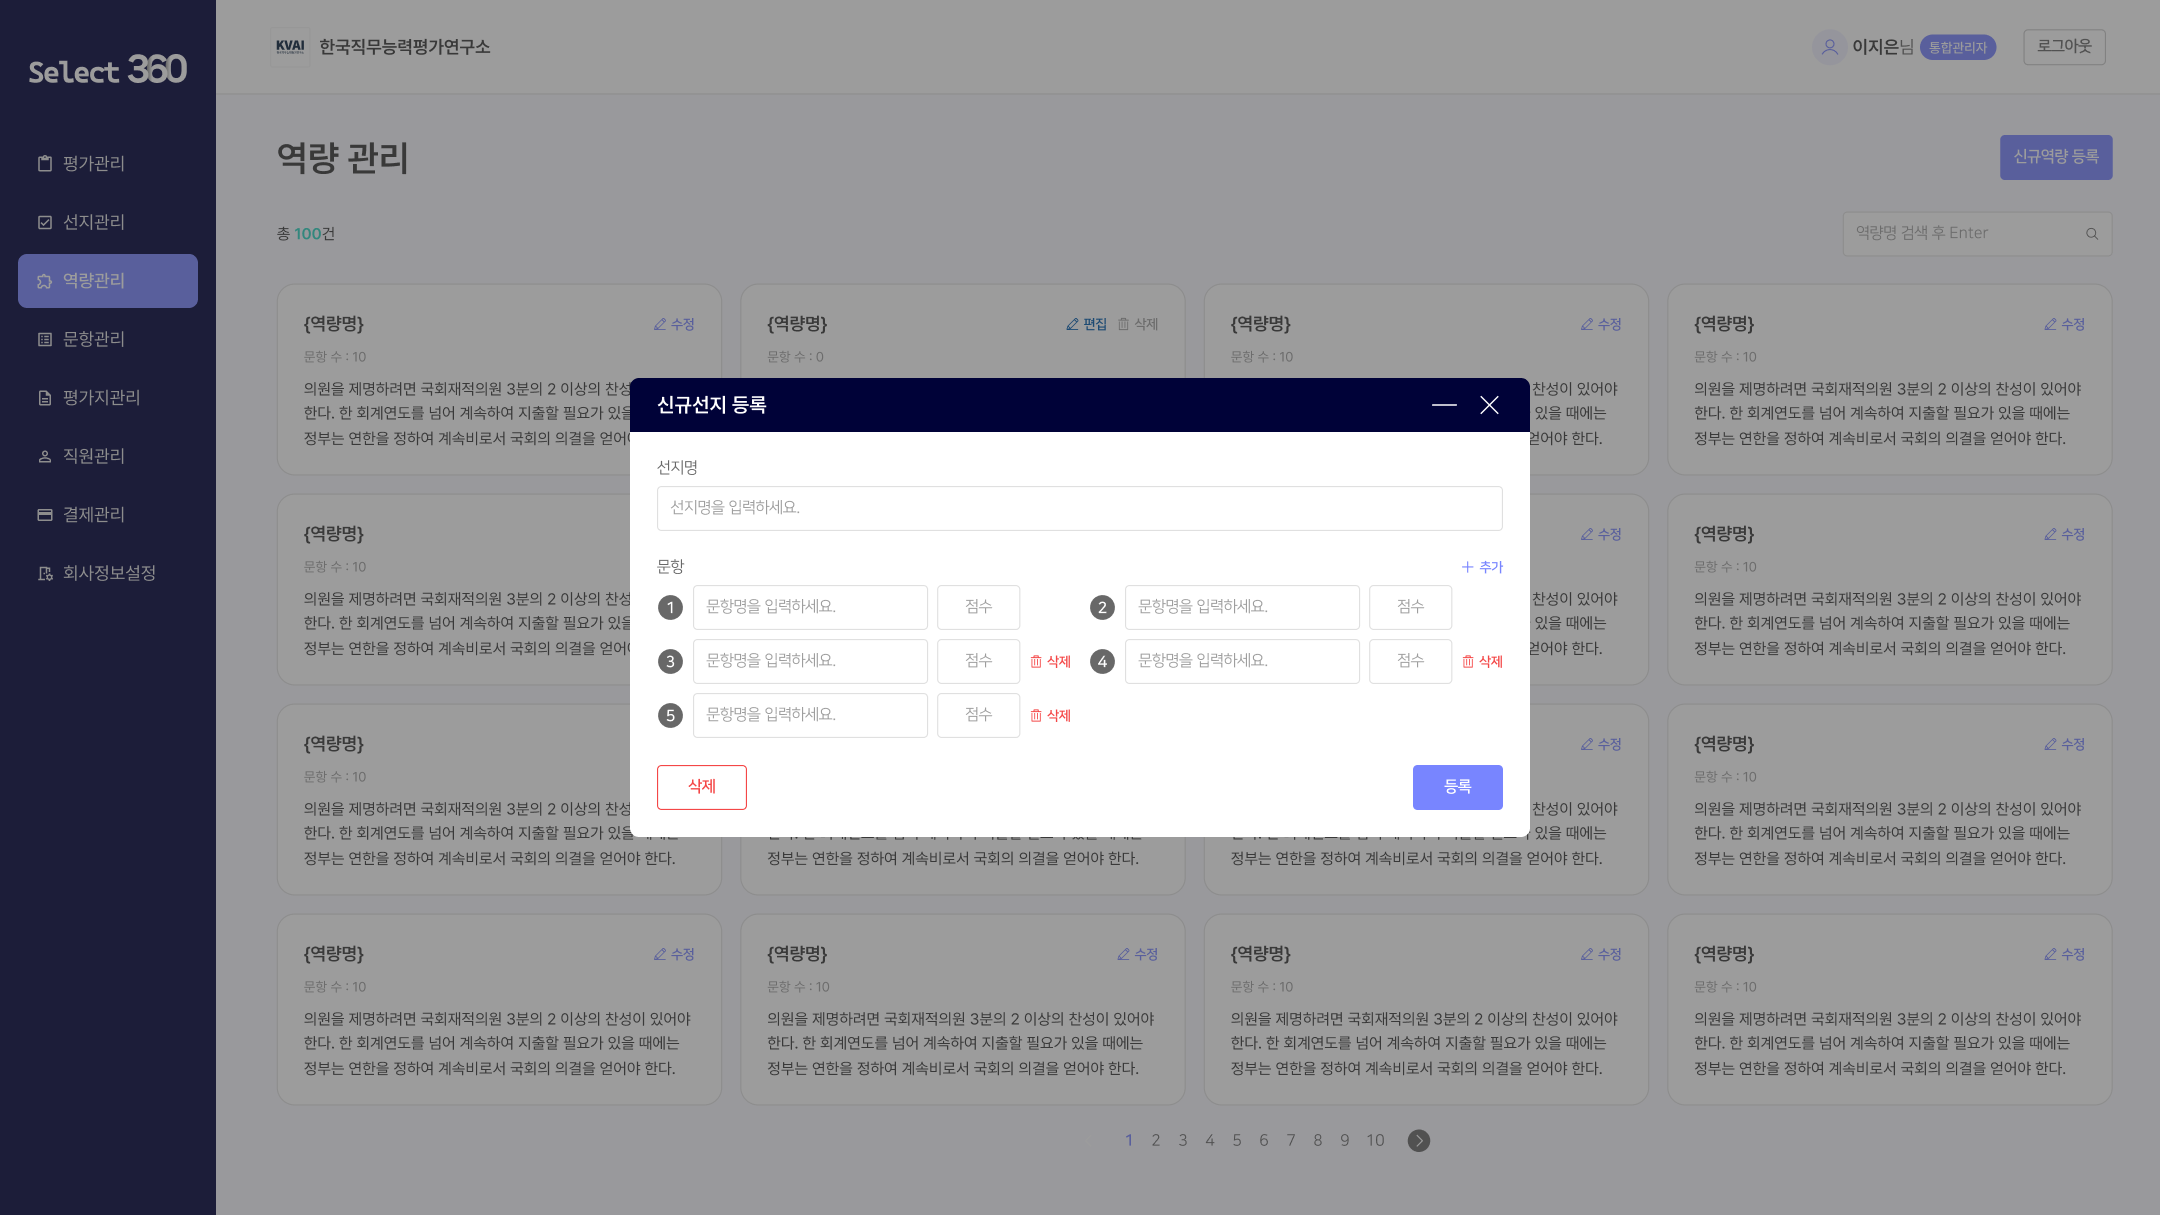 Select 360
평가관리
선지관리
역량관리
문항관리
평가지관리
직원관리
결제관리
회사정보설정
KVAI 한국직무능력평가연구소
이지은님 통합관리자 로그아웃
역량 관리
신규역량 등록
총 100건
역량명 검색 후 Enter
{역량명} 수정
문항 수 : 10
의원을 제명하려면 국회재적의원 3분의 2 이상의 찬성
한다. 한 회계연도를 넘어 계속하여 지출할 필요가 있을
정부는 연한을 정하여 계속비로서 국회의 의결을 얻어
{역량명} 편집 삭제
문항 수 : 0
{역량명} 수정
문항 수 : 10
찬성이 있어야
있을 때에는
얻어야 한다.
{역량명} 수정
문항 수 : 10
의원을 제명하려면 국회재적의원 3분의 2 이상의 찬성이 있어야
한다. 한 회계연도를 넘어 계속하여 지출할 필요가 있을 때에는
정부는 연한을 정하여 계속비로서 국회의 의결을 얻어야 한다.
신규선지 등록
선지명
선지명을 입력하세요.
문항 추가
1 문항명을 입력하세요. 점수
2 문항명을 입력하세요. 점수
3 문항명을 입력하세요. 점수 삭제
4 문항명을 입력하세요. 점수 삭제
5 문항명을 입력하세요. 점수 삭제
삭제
등록
{역량명}
문항 수 : 10
의원을 제명하려면 국회재적의원 3분의 2 이상의 찬성
한다. 한 회계연도를 넘어 계속하여 지출할 필요가 있을
정부는 연한을 정하여 계속비로서 국회의 의결을 얻어
수정
찬성이 있어야
있을 때에는
얻어야 한다.
{역량명} 수정
문항 수 : 10
의원을 제명하려면 국회재적의원 3분의 2 이상의 찬성이 있어야
한다. 한 회계연도를 넘어 계속하여 지출할 필요가 있을 때에는
정부는 연한을 정하여 계속비로서 국회의 의결을 얻어야 한다.
{역량명}
문항 수 : 10
의원을 제명하려면 국회재적의원 3분의 2 이상의 찬성
한다. 한 회계연도를 넘어 계속하여 지출할 필요가 있을 때에는
정부는 연한을 정하여 계속비로서 국회의 의결을 얻어야 한다.
정부는 연한을 정하여 계속비로서 국회의 의결을 얻어야 한다.
수정
찬성이 있어야
있을 때에는
정부는 연한을 정하여 계속비로서 국회의 의결을 얻어야 한다.
{역량명} 수정
문항 수 : 10
의원을 제명하려면 국회재적의원 3분의 2 이상의 찬성이 있어야
한다. 한 회계연도를 넘어 계속하여 지출할 필요가 있을 때에는
정부는 연한을 정하여 계속비로서 국회의 의결을 얻어야 한다.
{역량명} 수정
문항 수 : 10
의원을 제명하려면 국회재적의원 3분의 2 이상의 찬성이 있어야
한다. 한 회계연도를 넘어 계속하여 지출할 필요가 있을 때에는
정부는 연한을 정하여 계속비로서 국회의 의결을 얻어야 한다.
{역량명} 수정
문항 수 : 10
의원을 제명하려면 국회재적의원 3분의 2 이상의 찬성이 있어야
한다. 한 회계연도를 넘어 계속하여 지출할 필요가 있을 때에는
정부는 연한을 정하여 계속비로서 국회의 의결을 얻어야 한다.
{역량명} 수정
문항 수 : 10
의원을 제명하려면 국회재적의원 3분의 2 이상의 찬성이 있어야
한다. 한 회계연도를 넘어 계속하여 지출할 필요가 있을 때에는
정부는 연한을 정하여 계속비로서 국회의 의결을 얻어야 한다.
{역량명} 수정
문항 수 : 10
의원을 제명하려면 국회재적의원 3분의 2 이상의 찬성이 있어야
한다. 한 회계연도를 넘어 계속하여 지출할 필요가 있을 때에는
정부는 연한을 정하여 계속비로서 국회의 의결을 얻어야 한다.
1 2 3 4 5 6 7 8 9 10